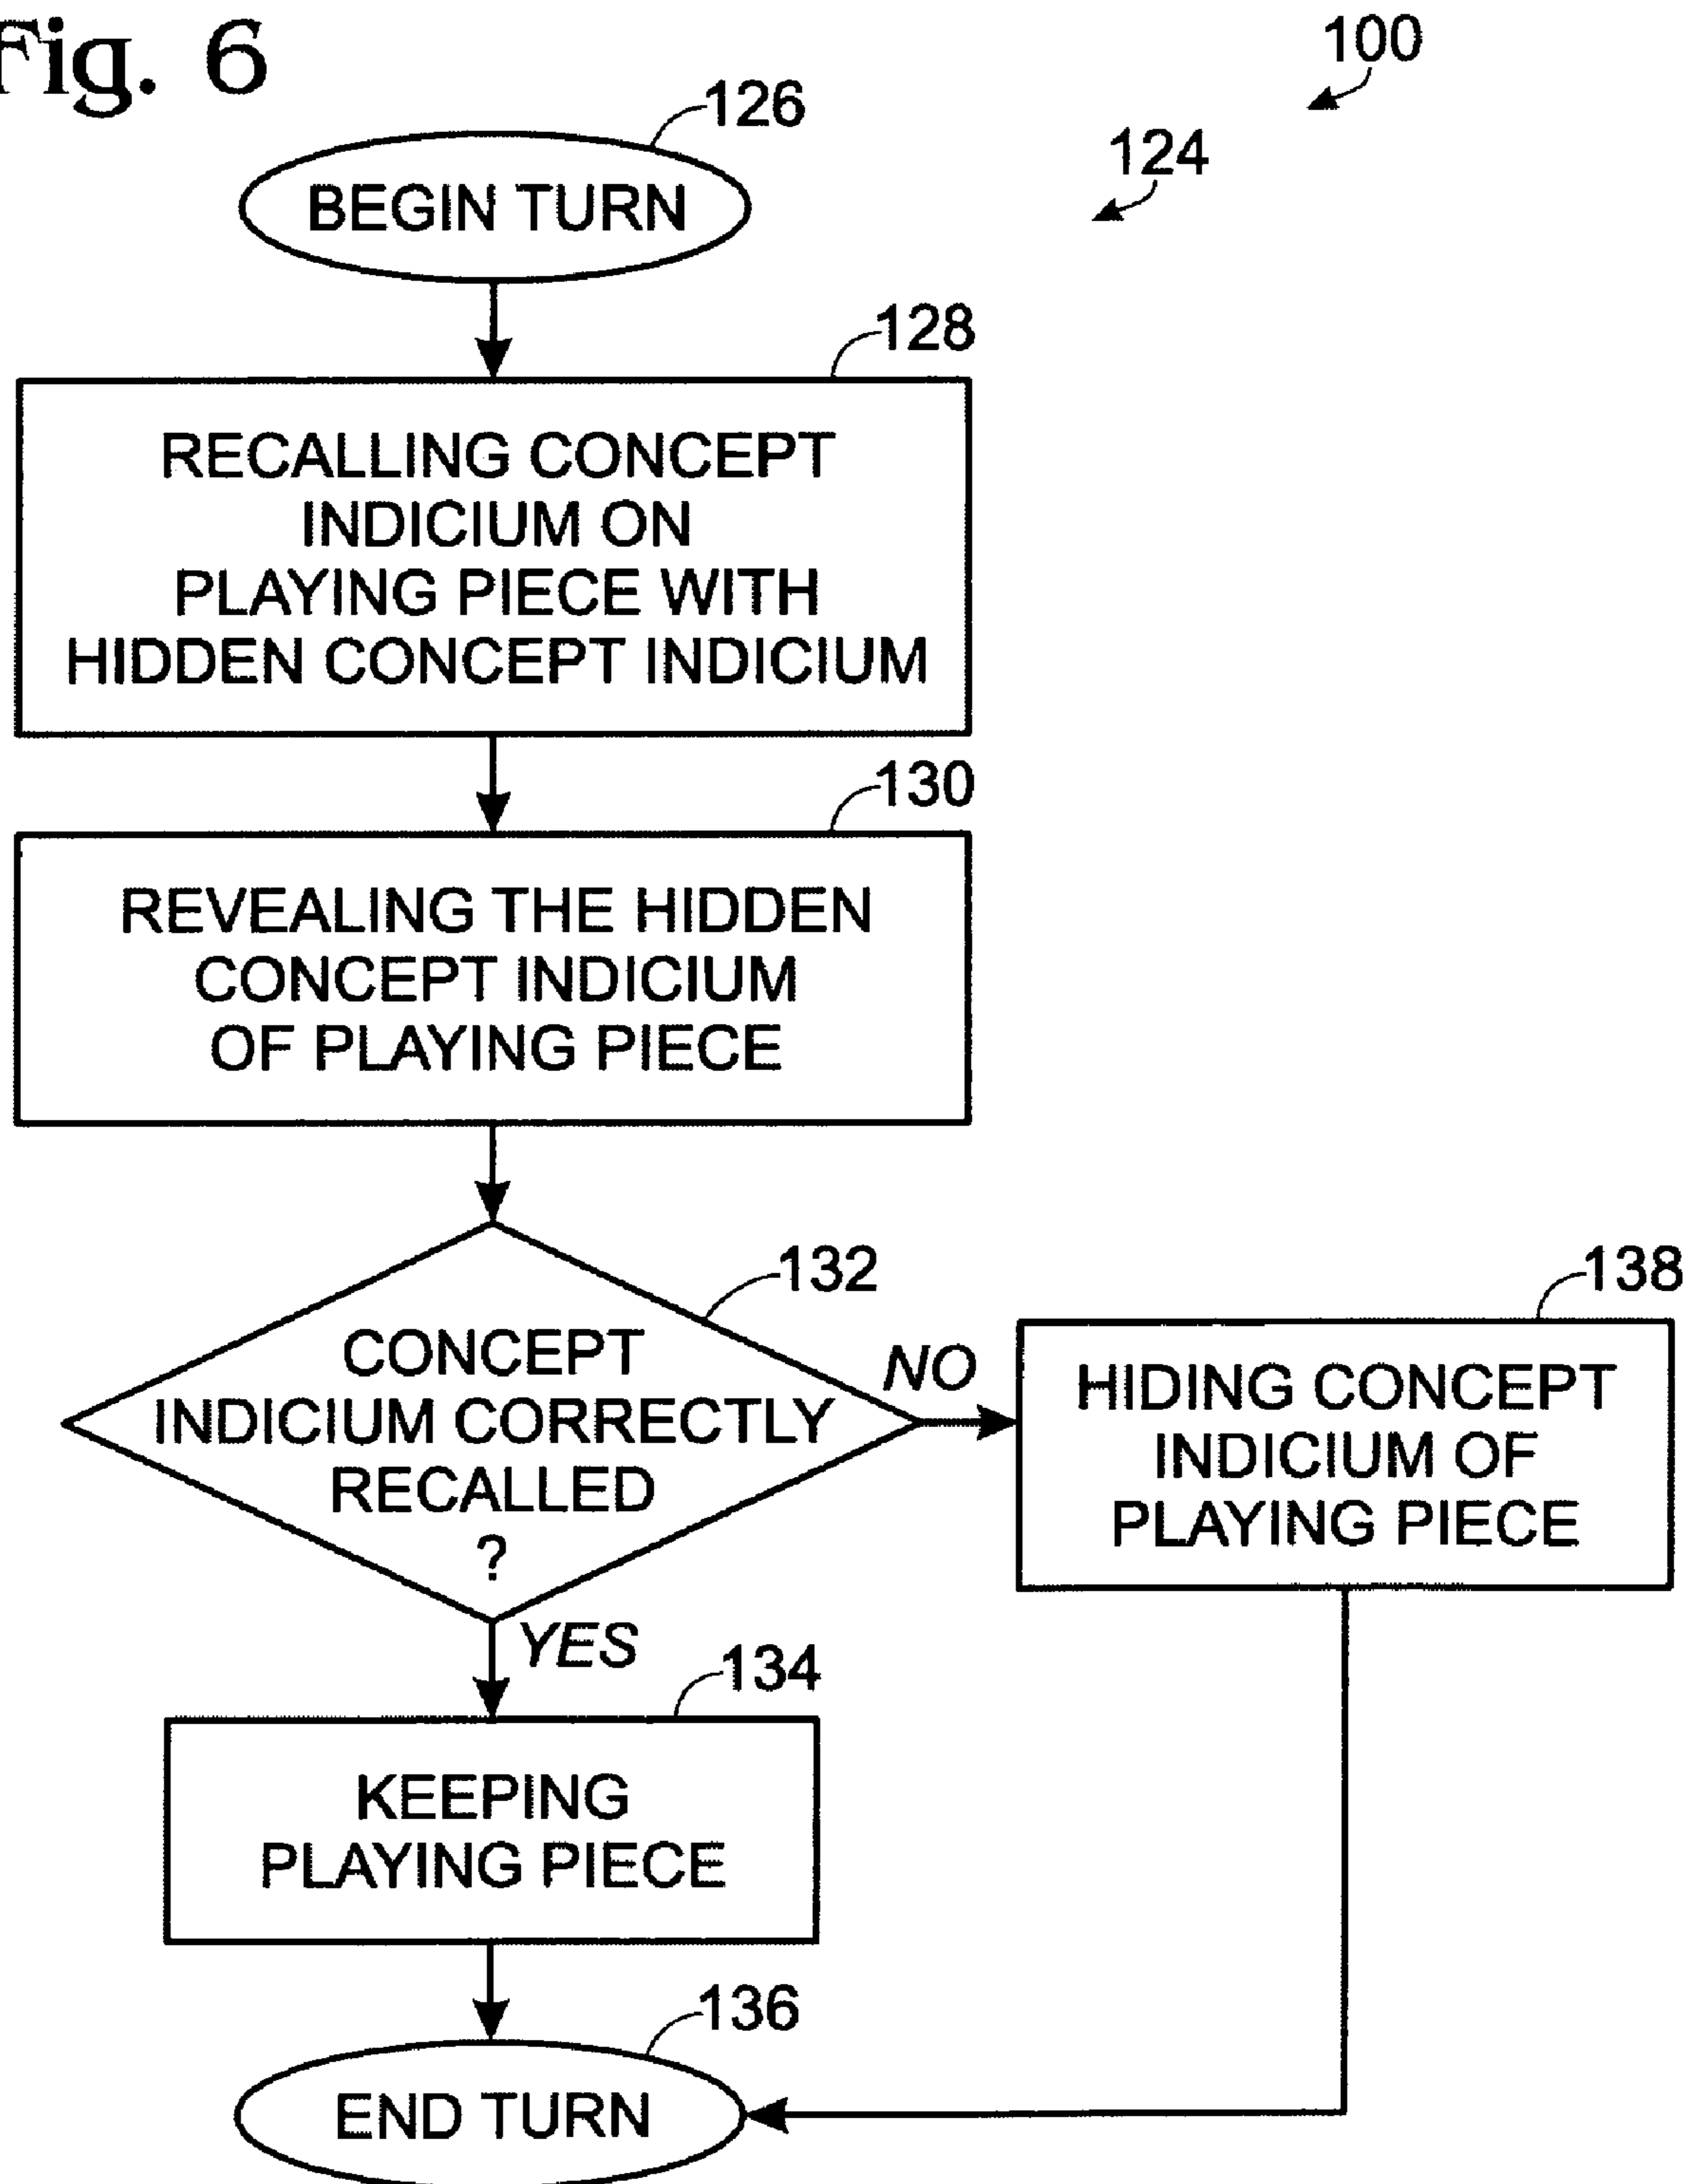 Fig. 6
100
124
126
BEGIN TURN
128
RECALLING CONCEPT
INDICIUM ON
PLAYING PIECE WITH
HIDDEN CONCEPT INDICIUM
130
REVEALING THE HIDDEN
CONCEPT INDICIUM
OF PLAYING PIECE
132
CONCEPT
INDICIUM CORRECTLY
RECALLED
?
NO
138
HIDING CONCEPT
INDICIUM OF
PLAYING PIECE
YES
134
KEEPING
PLAYING PIECE
136
END TURN